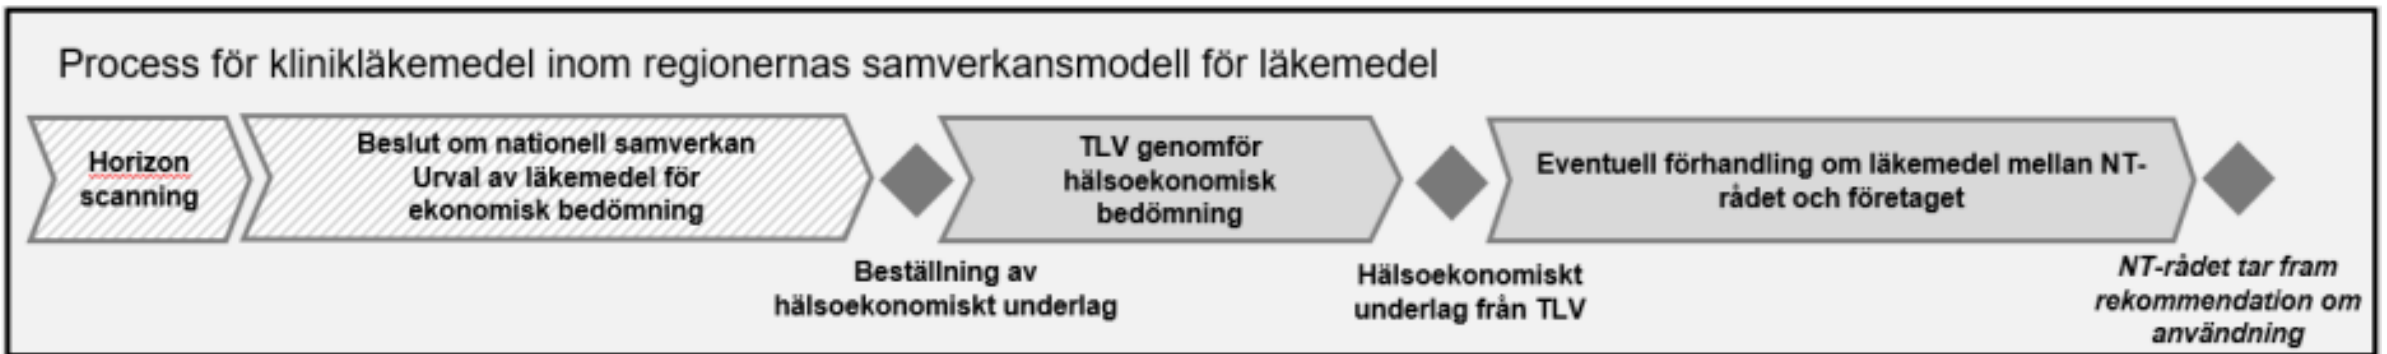 Process för klinikläkemedel inom regionernas samverkansmodell för läkemedel
Horizon
scanning
Beslut om nationell samverkan
Urval av läkemedel för
ekonomisk bedömning
TLV genomför
hälsoekonomisk
bedömning
Eventuell förhandling om läkemedel mellan NT-
rådet och företaget
Beställning av
hälsoekonomiskt underlag
Hälsoekonomiskt
underlag från TLV
NT-rådet tar fram
rekommendation om
användning